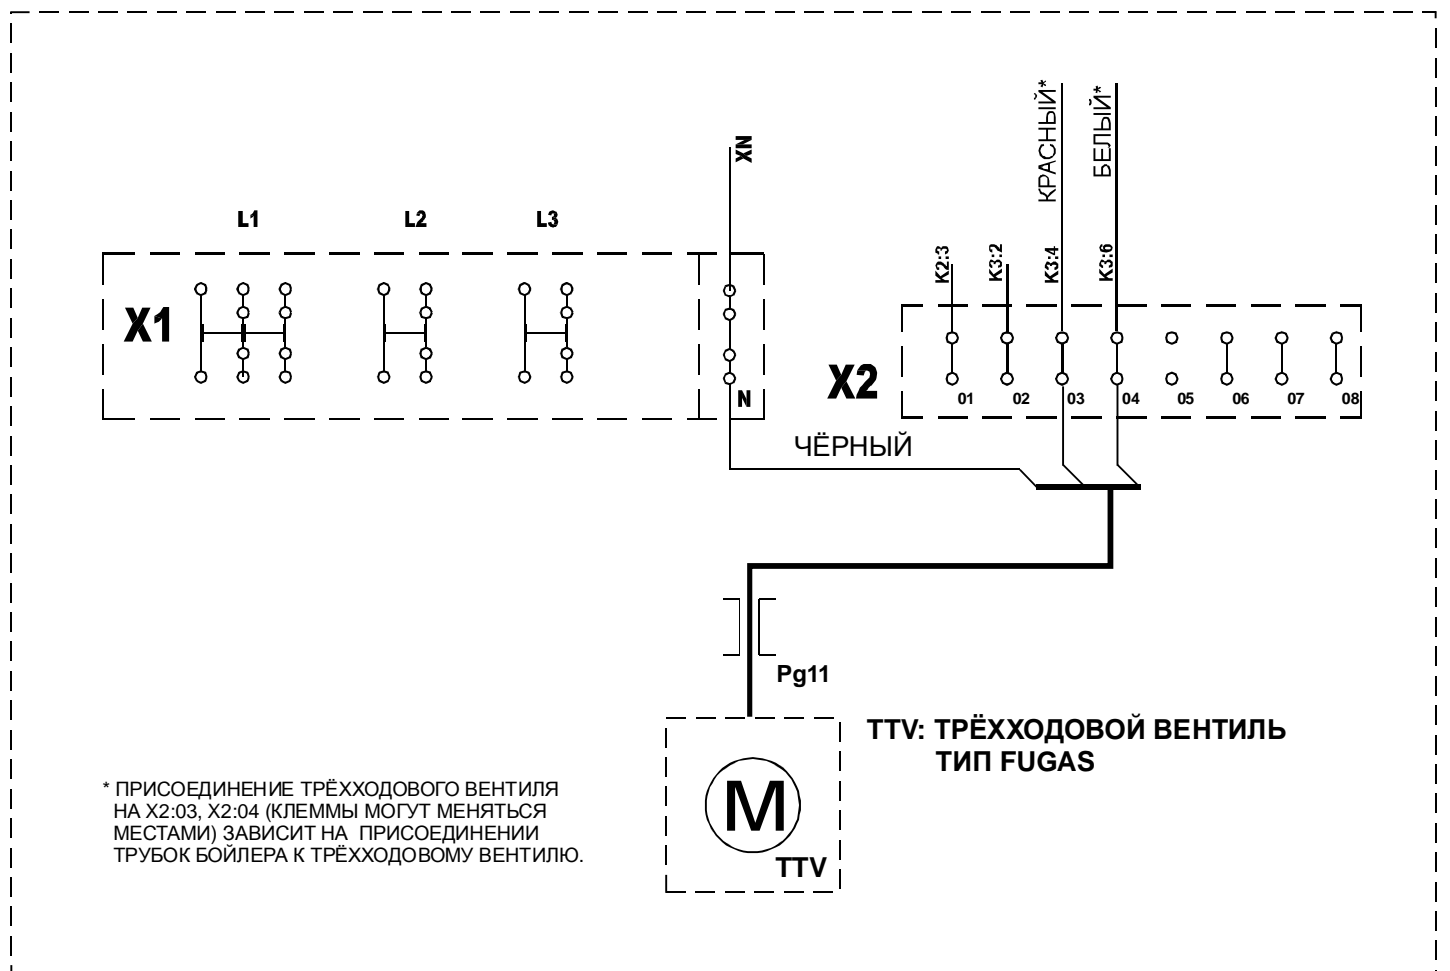 КРАСНЫЙ*
БЕЛЫЙ*
XN
L1
L2
L3
K2:3
K3:2
K3:4
K3:6
X1
X2
N
01
02
03
04
05
06
07
08
ЧЁРНЫЙ
Pg11
TTV: ТРЁХХОДОВОЙ ВЕНТИЛЬ
ТИП FUGAS
* ПРИСОЕДИНЕНИЕ ТРЁХХОДОВОГО ВЕНТИЛЯ
НА X2:03, X2:04 (КЛЕММЫ МОГУТ МЕНЯТЬСЯ
МЕСТАМИ) ЗАВИСИТ НА ПРИСОЕДИНЕНИИ
ТРУБОК БОЙЛЕРА К ТРЁХХОДОВОМУ ВЕНТИЛЮ.
M
TTV